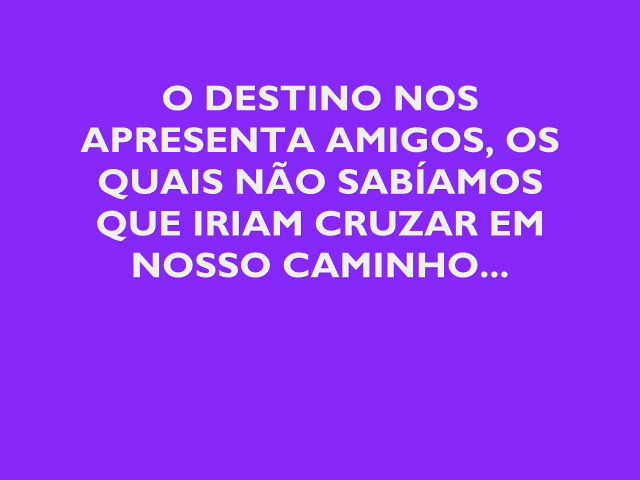 O DESTINO NOS
APRESENTA AMIGOS, OS
QUAIS NÃO SABÍAMOS
QUE IRIAM CRUZAR EM
NOSSO CAMINHO...